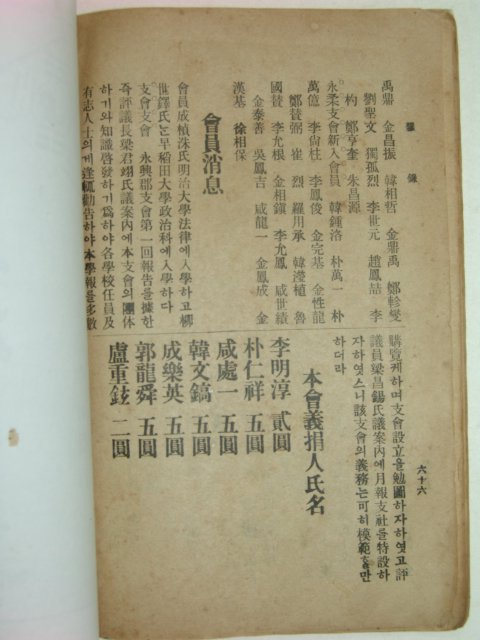 彙錄
禹鼎 金昌振 韓相哲 金鼎禹 鄭軫燮
劉聖文 獨孤烈 李世元 趙鳳喆 李
杓 鄭亨奎 朱昌源
永柔支會新入會員 韓鍾洛 朴萬一 朴
萬億 李尙柱 李鳳俊 金完基 金性龍
鄭賛弼 崔烈 羅用承 韓瀅植 魯
國賛 李允根 金相鎭 李允鳳 咸世績
金泰善 吳鳳吉 咸龍一 金鳳成 金
漢基 徐相保
會員消息
會員成楨洙氏明治大學法律에入學하고柳
世鐸氏는早稻田大學政治科에入學하다
支會支會 永興郡支會第一回報告를據한
즉評議長梁君翊氏議案內에本支會의團体
하기와知識啓發하기爲하야各學校任員及
有志人士의게逢輒勸告하야本學報를多數
購覽케하며支會設立을勉圖하자하엿고評
議員梁昌錫氏議案內에月報支社를特設하
자하엿스니該支會의義務는可히模範홀만
하더라
本會義捐人氏名
李明淳 貳圓
朴仁祥 五圓
咸處一 五圓
韓文鎬 五圓
成樂英 五圓
郭龍舜 五圓
盧重鉉 二圓
六十六